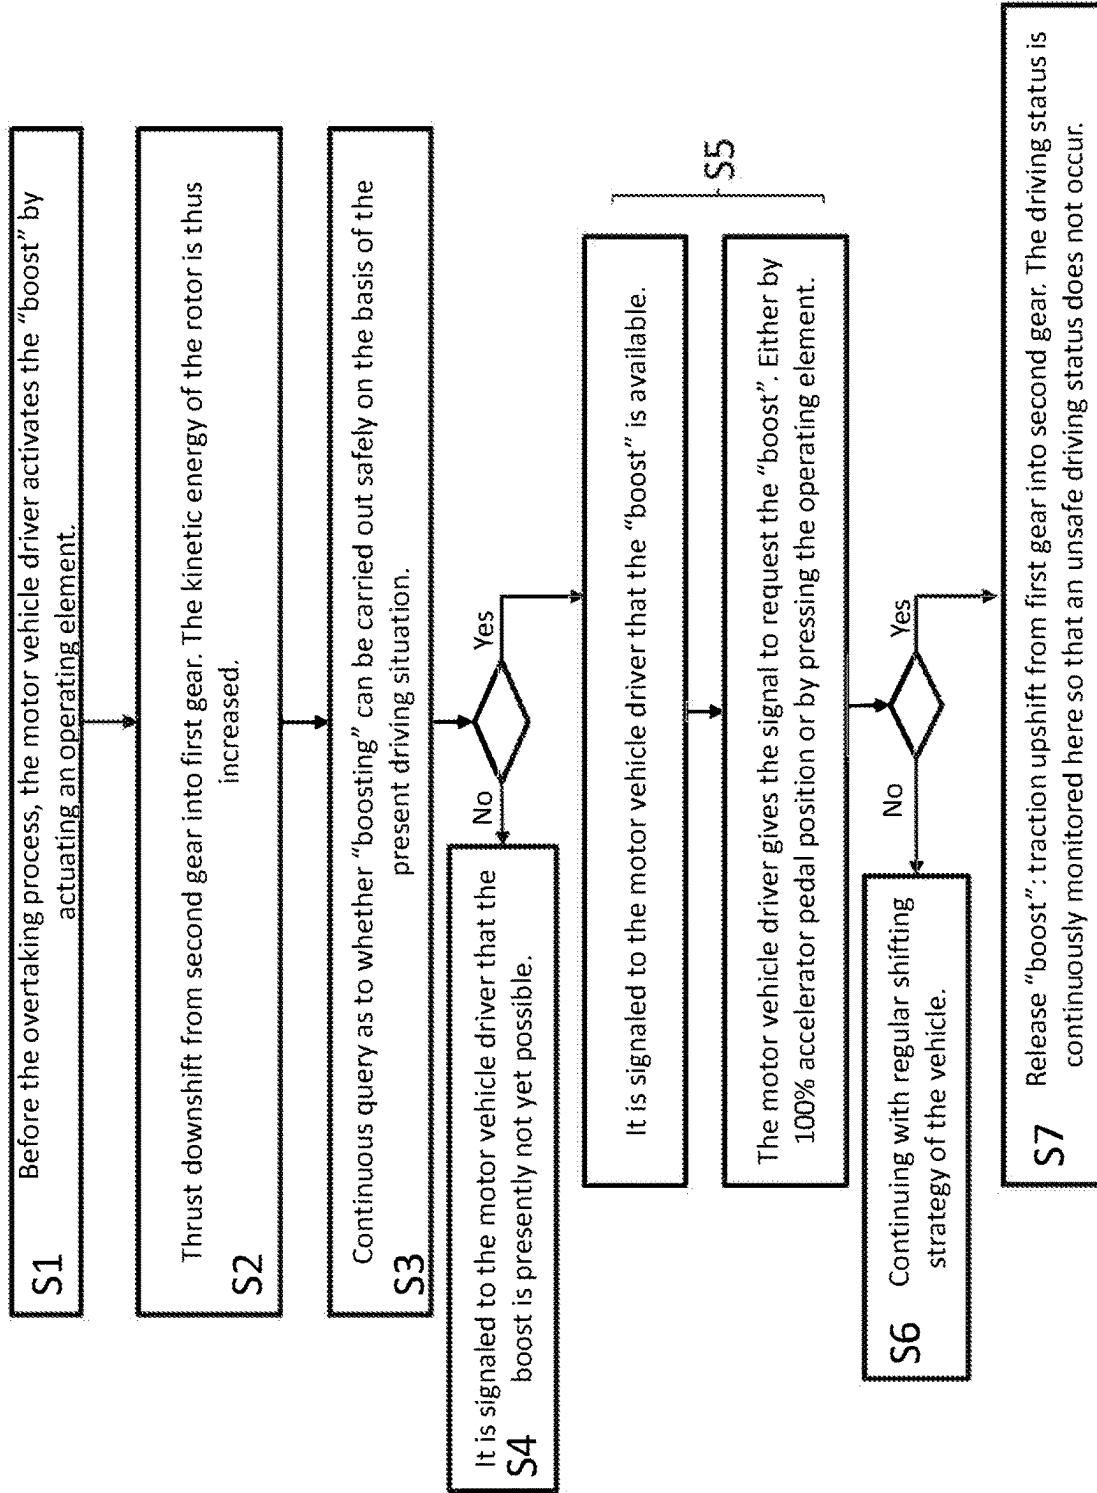 Before the overtaking process, the motor vehicle driver activates the “boost” by
actuating an operating element.
S1
Thrust downshift from second gear into first gear. The kinetic energy of the rotor is thus
increased.
S2
Continuous query as to whether “boosting” can be carried out safely on the basis of the
present driving situation.
S3
No
Yes
It is signaled to the motor vehicle driver that the
boost is presently not yet possible.
S4
It is signaled to the motor vehicle driver that the “boost” is available.
S5
The motor vehicle driver gives the signal to request the “boost”. Either by
100% accelerator pedal position or by pressing the operating element.
No
Yes
S6
Continuing with regular shifting
strategy of the vehicle.
Release “boost”: traction upshift from first gear into second gear. The driving status is
S7
continuously monitored here so that an unsafe driving status does not occur.